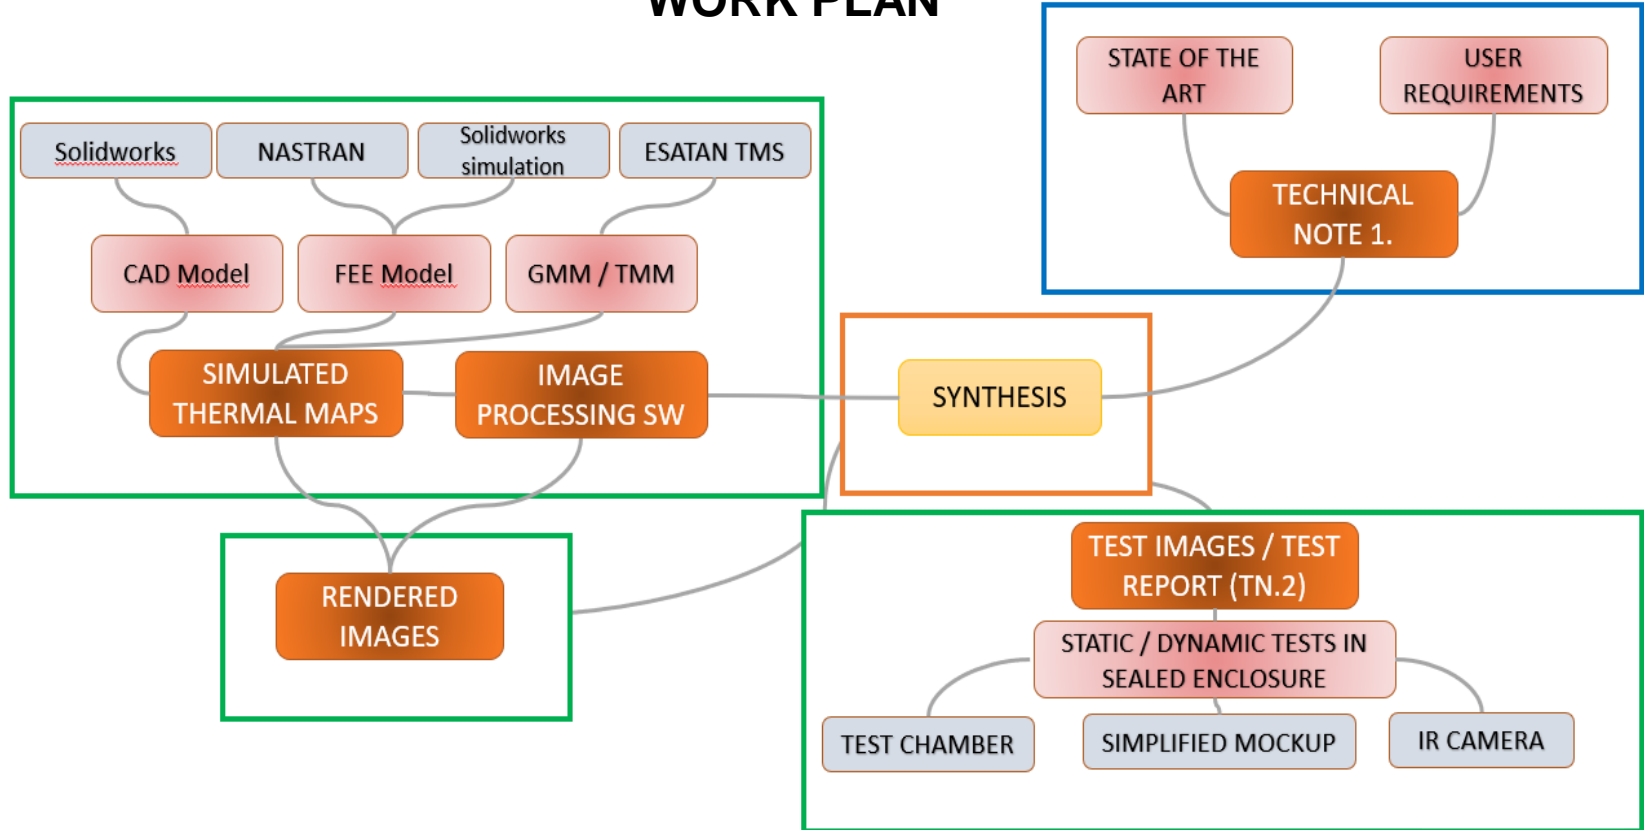 WORK PLAN
STATE OF THE
ART
USER
REQUIREMENTS
TECHNICAL
NOTE 1.
Solidworks
NASTRAN
Solidworks
simulation
ESATAN TMS
CAD Model
FEE Model
GMM / TMM
SIMULATED
THERMAL MAPS
IMAGE
PROCESSING SW
SYNTHESIS
RENDERED
IMAGES
TEST IMAGES / TEST
REPORT (TN.2)
STATIC / DYNAMIC TESTS IN
SEALED ENCLOSURE
TEST CHAMBER
SIMPLIFIED MOCKUP
IR CAMERA